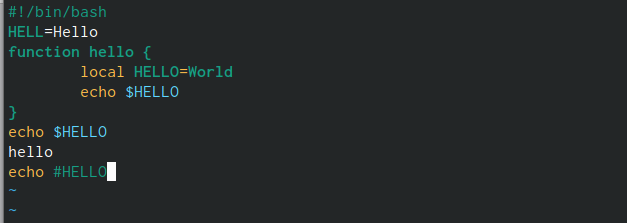 #!/bin/bash
HELL=Hello
function hello {
        local HELLO=World
        echo $HELLO
}
echo $HELLO
hello
echo #HELLO
~
~